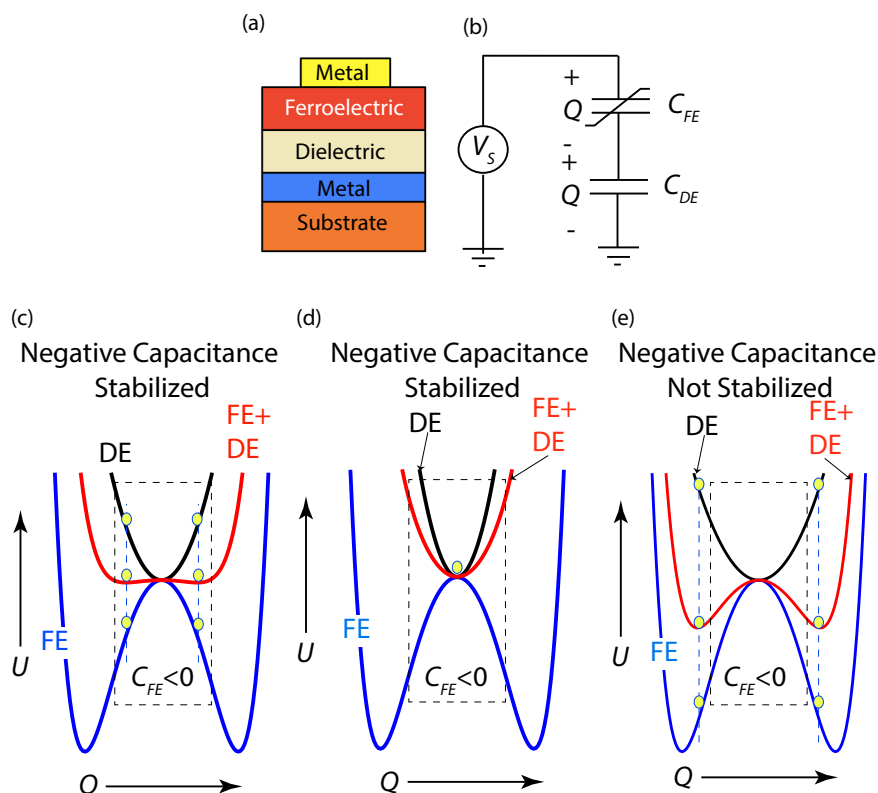 (a)
Metal
Ferroelectric
Dielectric
Metal
Substrate
(b)
V_S
+
Q
-
C_FE
+
Q
-
C_DE
(c)
Negative Capacitance
Stabilized
DE
FE+
DE
FE
U
C_FE<0
Q
(d)
Negative Capacitance
Stabilized
DE
FE+
DE
FE
U
C_FE<0
Q
(e)
Negative Capacitance
Not Stabilized
DE
FE+
DE
FE
U
C_FE<0
Q